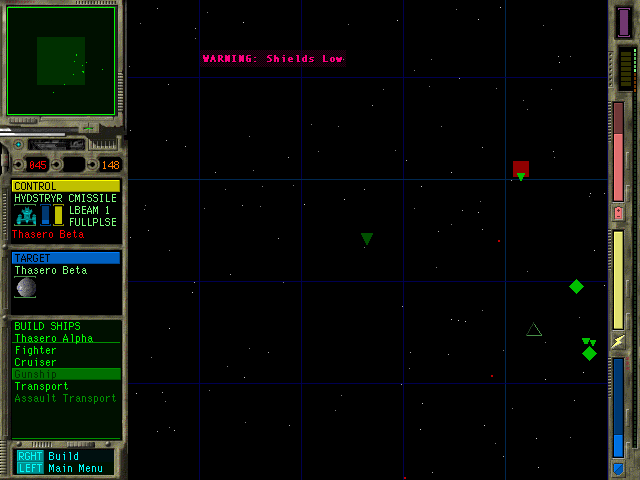 WARNING: Shields Low
045 148
CONTROL
HVDSTRYR CMISSILE
LBEAM 1
FULLPLSE
Thasero Beta
TARGET
Thasero Beta
BUILD SHIPS
Thasero Alpha
Fighter
Cruiser
Gunship
Transport
Assault Transport
RGHT Build
LEFT Main Menu